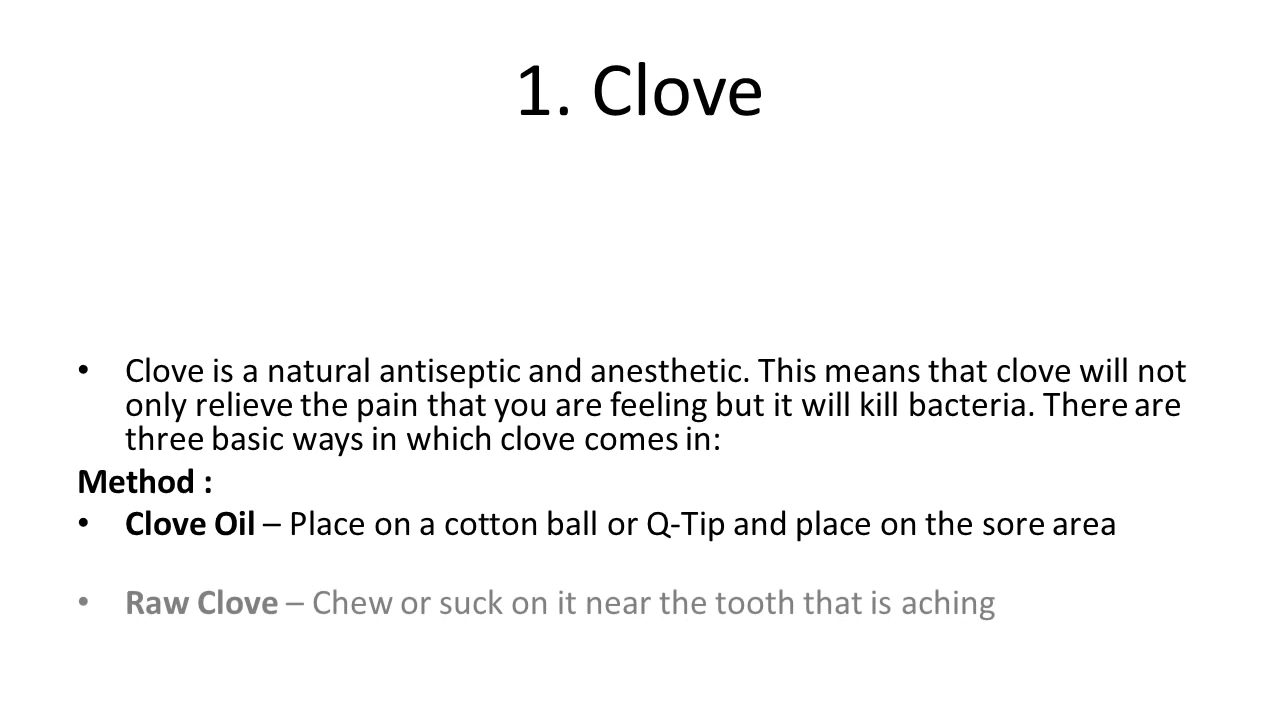 1. Clove
• Clove is a natural antiseptic and anesthetic. This means that clove will not
only relieve the pain that you are feeling but it will kill bacteria. There are
three basic ways in which clove comes in:
Method :
• Clove Oil – Place on a cotton ball or Q-Tip and place on the sore area
• Raw Clove – Chew or suck on it near the tooth that is aching